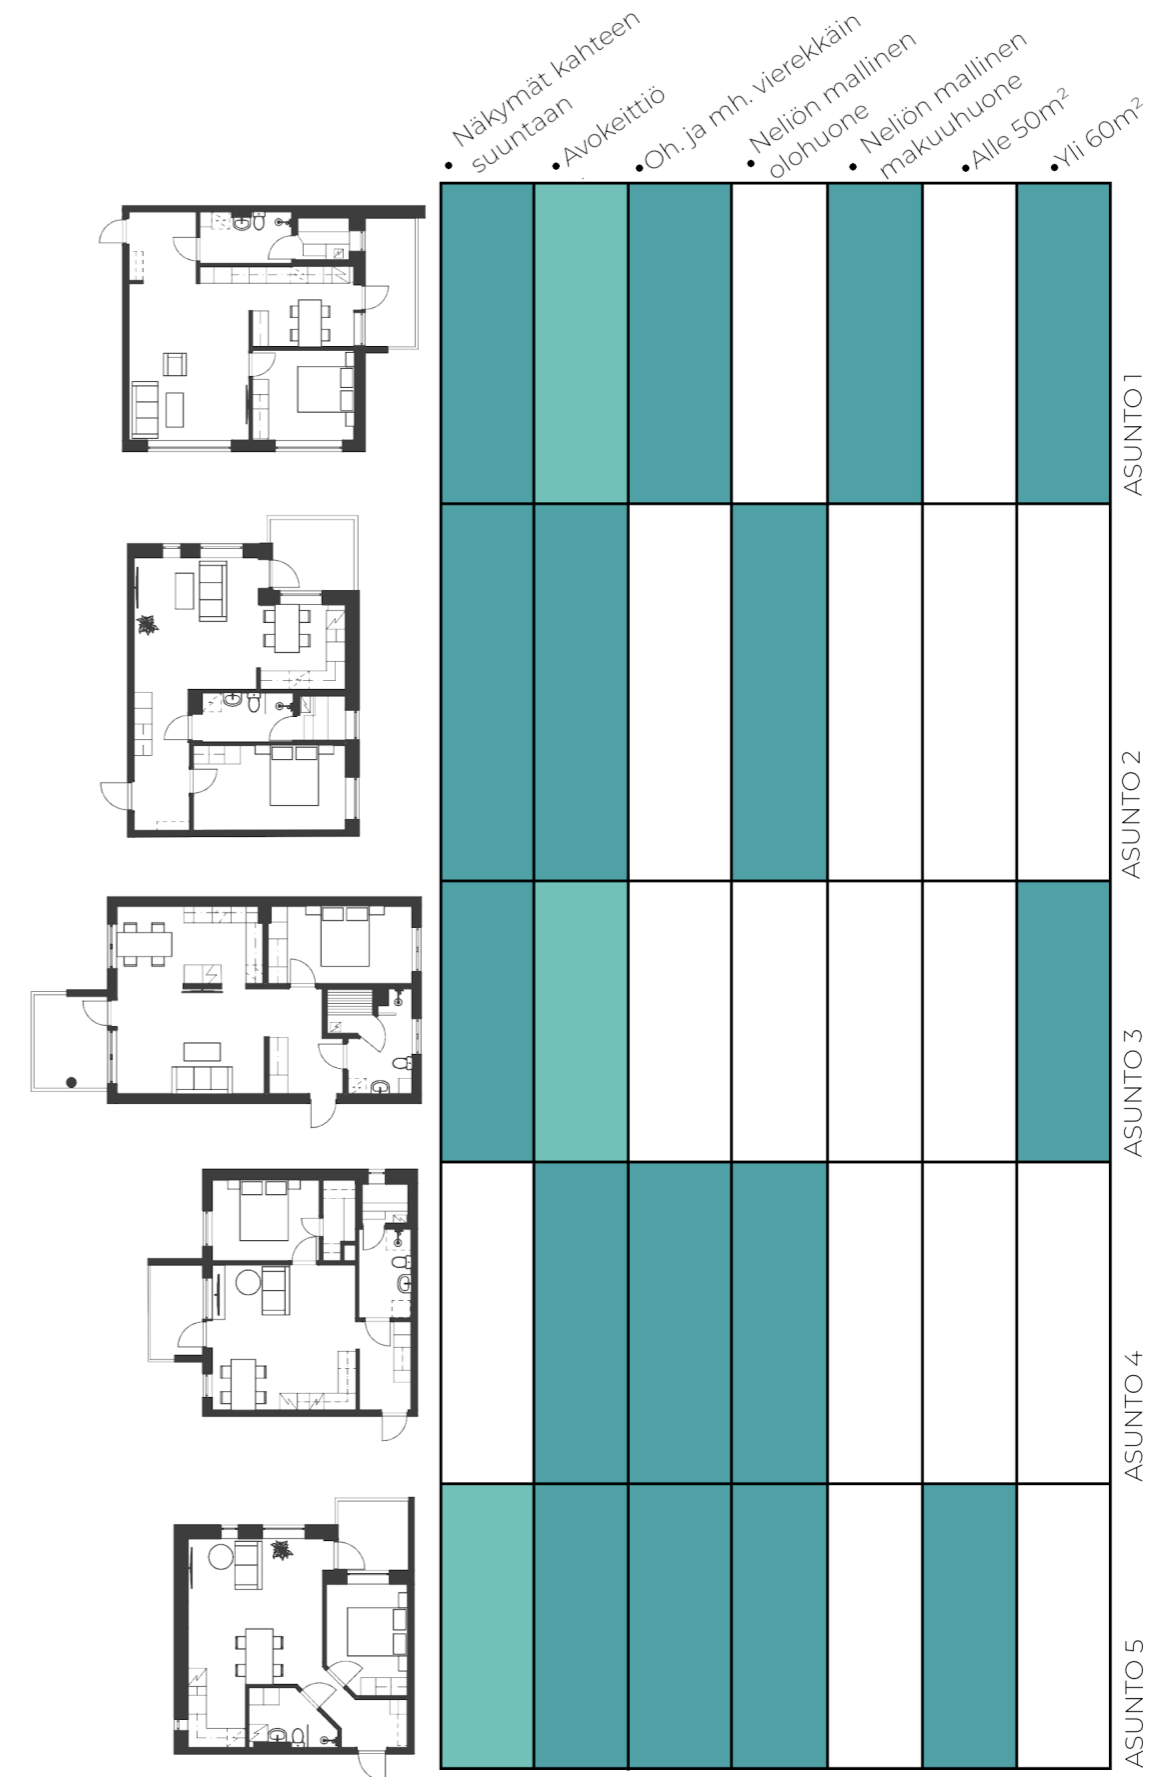 Näkymät kahteen
suuntaan
Avokeittiö
Oh. ja mh. vierekkäin
Neliön mallinen
olohuone
Neliön mallinen
makuuhuone
Alle 50m²
Yli 60m²
ASUNTO 1
ASUNTO 2
ASUNTO 3
ASUNTO 4
ASUNTO 5